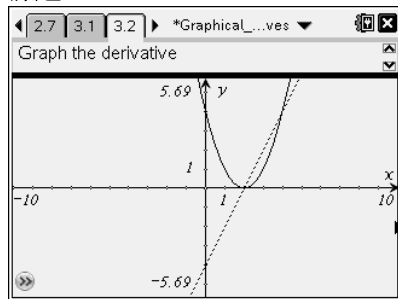 2.7 3.1 3.2 *Graphical_...ves
Graph the derivative
5.69 y
1
x
-10 1 10
-5.69